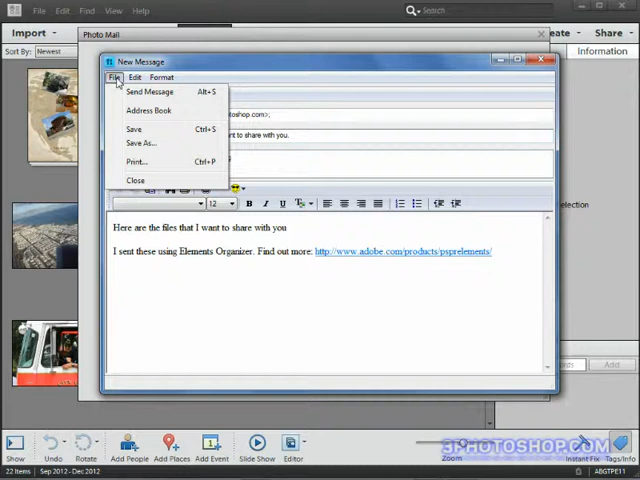 File Edit Find View Help
Search
Import
Create Share
Sort By: Newest
Information
Photo Mail
New Message
File Edit Format
Send Message Alt+S
Address Book
Save Ctrl+S
Save As...
Print... Ctrl+P
Close
toshop.com>;
nt to share with you.
12 B I U
Here are the files that I want to share with you
I sent these using Elements Organizer. Find out more: http://www.adobe.com/products/psprelements/
election
ords Add
Show Undo Rotate Add People Add Places Add Event Slide Show Editor Zoom Instant Fix Tags/Info
3PHOTOSHOP.COM
22 Items Sep 2012 - Dec 2012 ABGTPE11